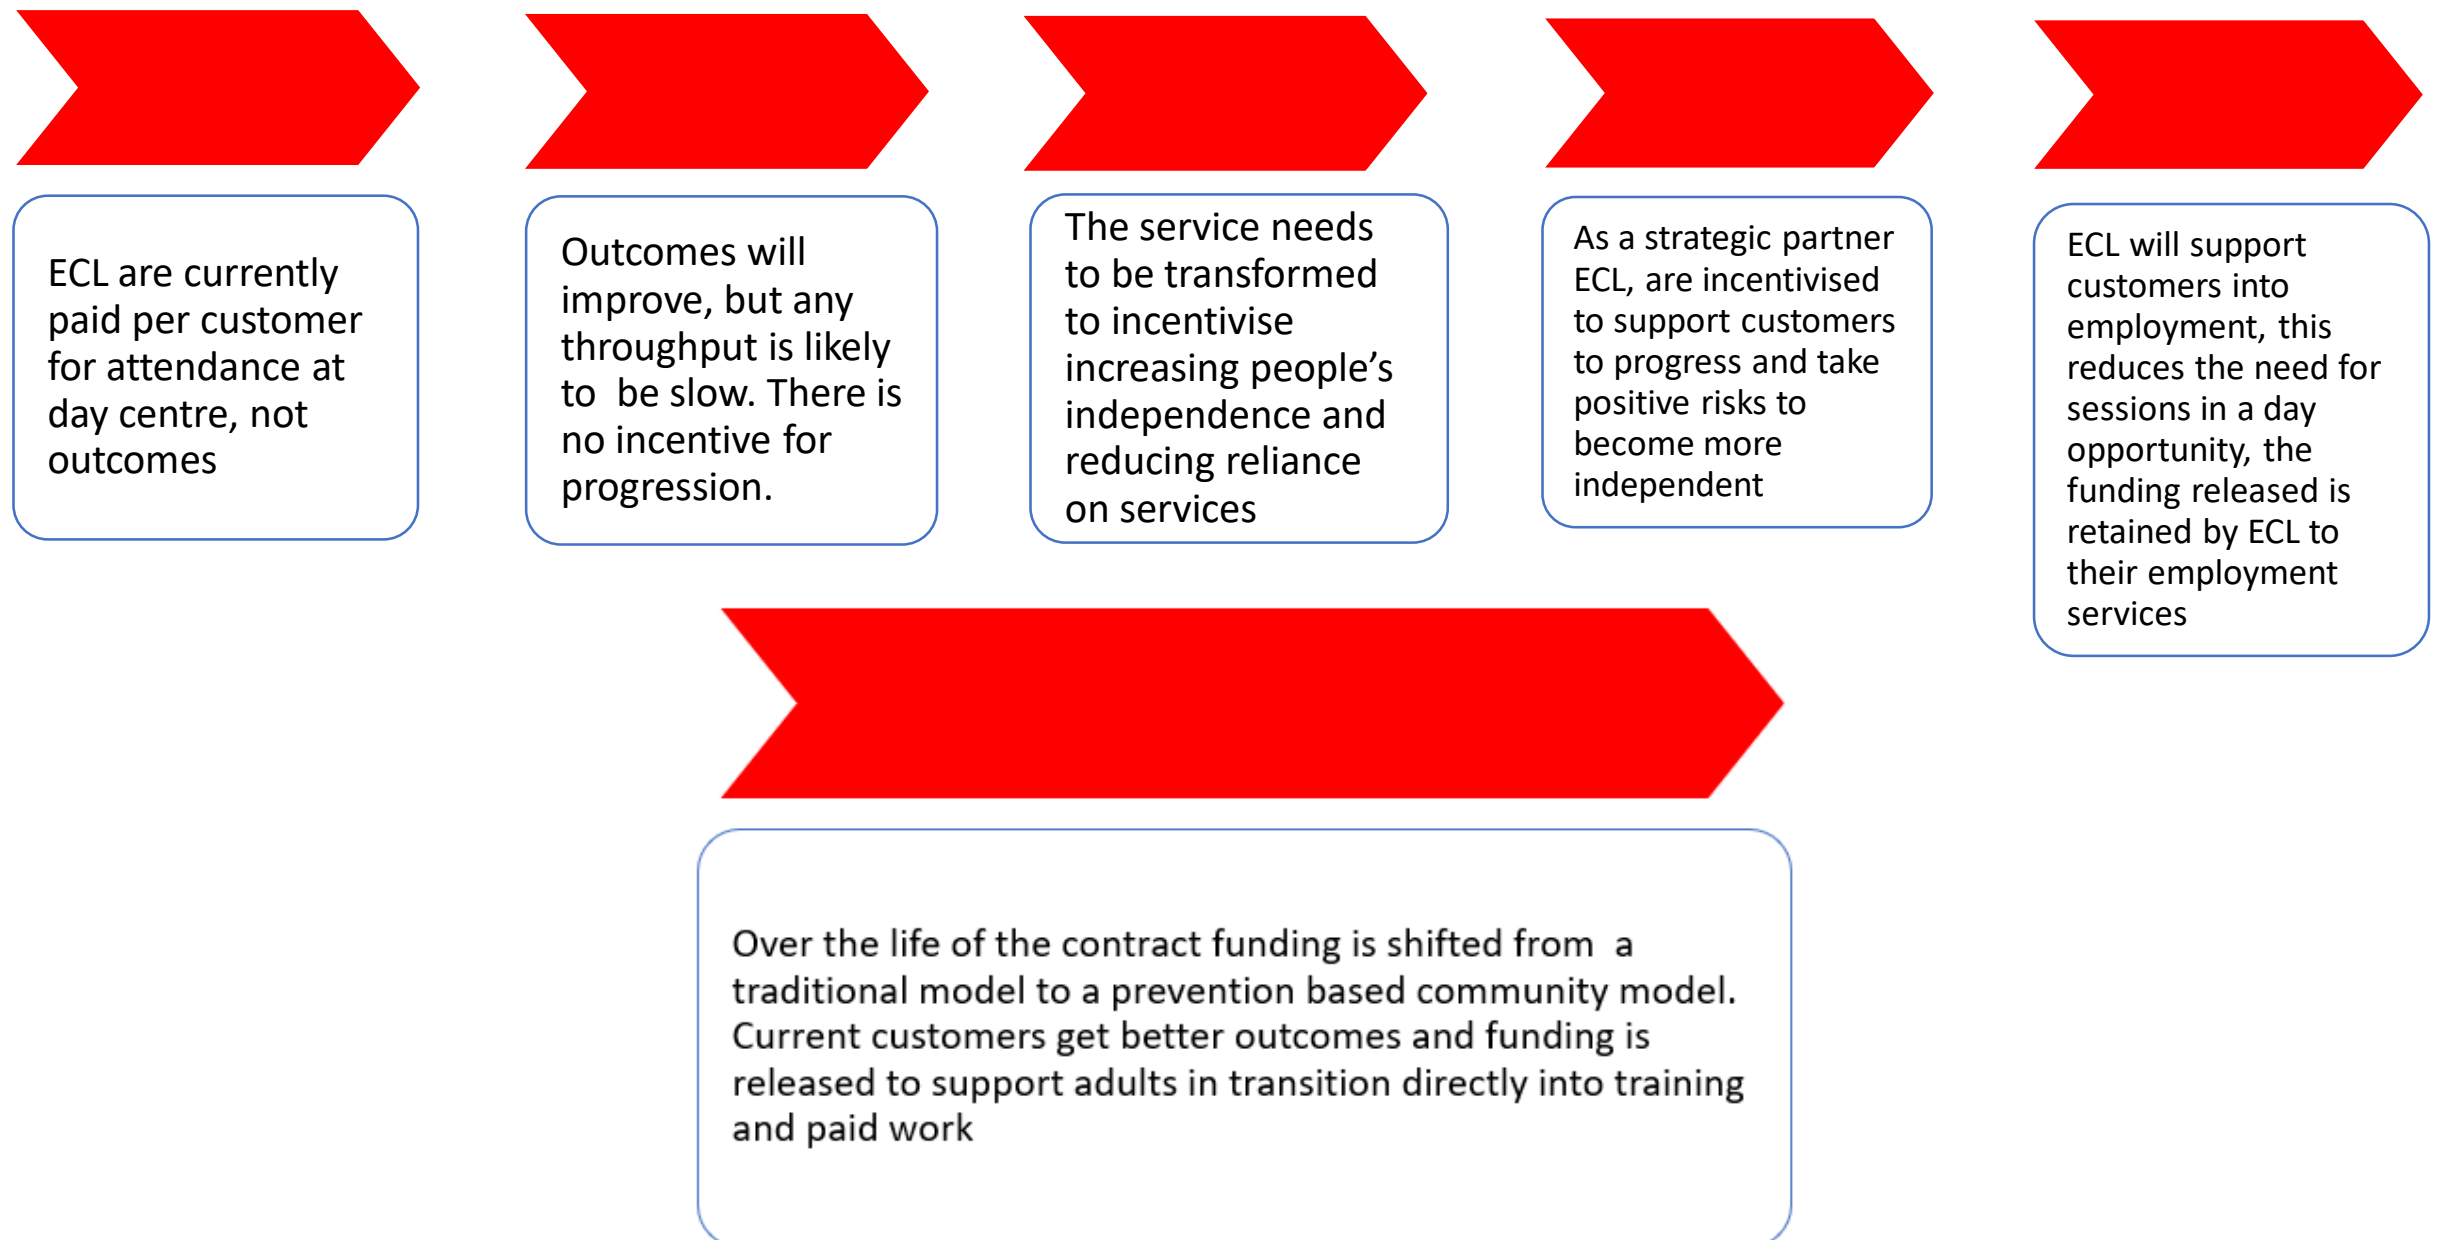 ECL are currently
paid per customer
for attendance at
day centre, not
outcomes
Outcomes will
improve, but any
throughput is likely
to  be slow. There is
no incentive for
progression.
The service needs
to be transformed
to incentivise
increasing people’s
independence and
reducing reliance
on services
As a strategic partner
ECL, are incentivised
to support customers
to progress and take
positive risks to
become more
independent
ECL will support
customers into
employment, this
reduces the need for
sessions in a day
opportunity, the
funding released is
retained by ECL to
their employment
services
Over the life of the contract funding is shifted from  a
traditional model to a prevention based community model.
Current customers get better outcomes and funding is
released to support adults in transition directly into training
and paid work